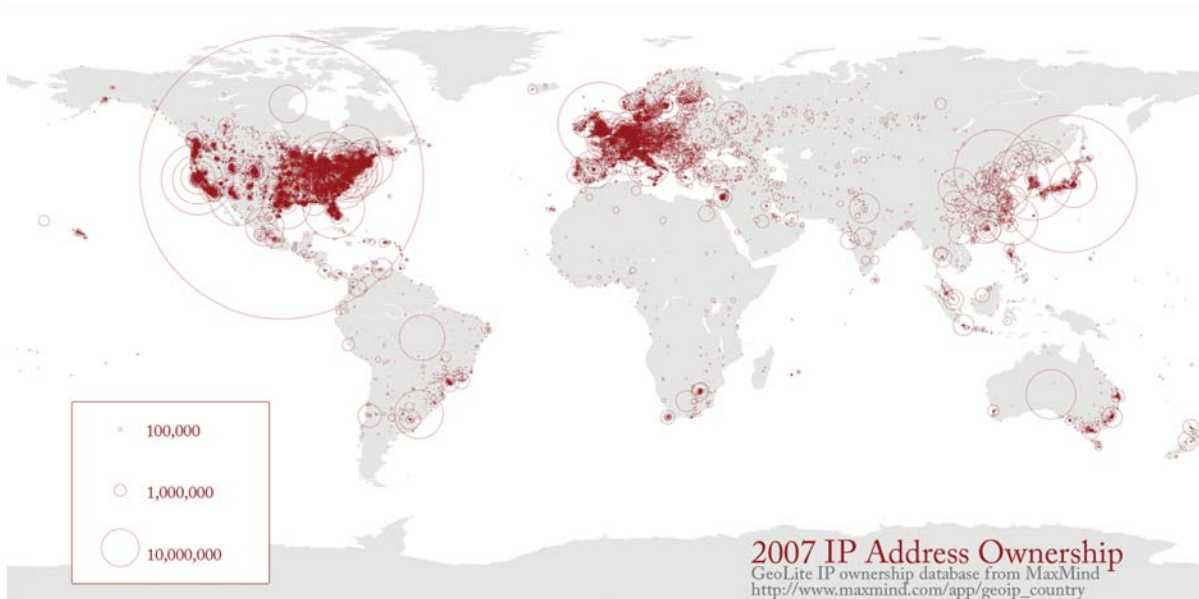 100,000
1,000,000
10,000,000
2007 IP Address Ownership
GeoLite IP ownership database from MaxMind
http://www.maxmind.com/app/geoip_country